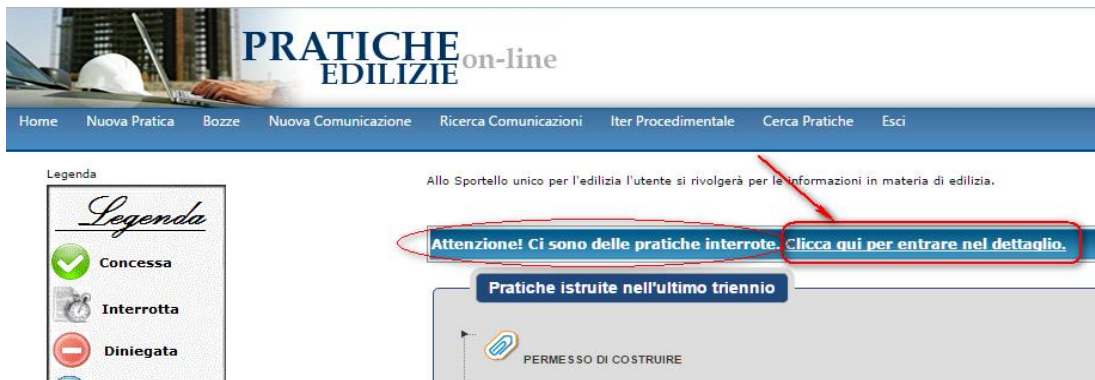 PRATICHE
EDILIZIE on-line
Home Nuova Pratica Bozze Nuova Comunicazione Ricerca Comunicazioni Iter Procedimentale Cerca Pratiche Esci
Legenda
Legenda
Concessa
Interrotta
Diniegata
Allo Sportello unico per l'edilizia l'utente si rivolgerà per le informazioni in materia di edilizia.
Attenzione! Ci sono delle pratiche interrote. Clicca qui per entrare nel dettaglio.
Pratiche istruite nell'ultimo triennio
PERMESSO DI COSTRUIRE